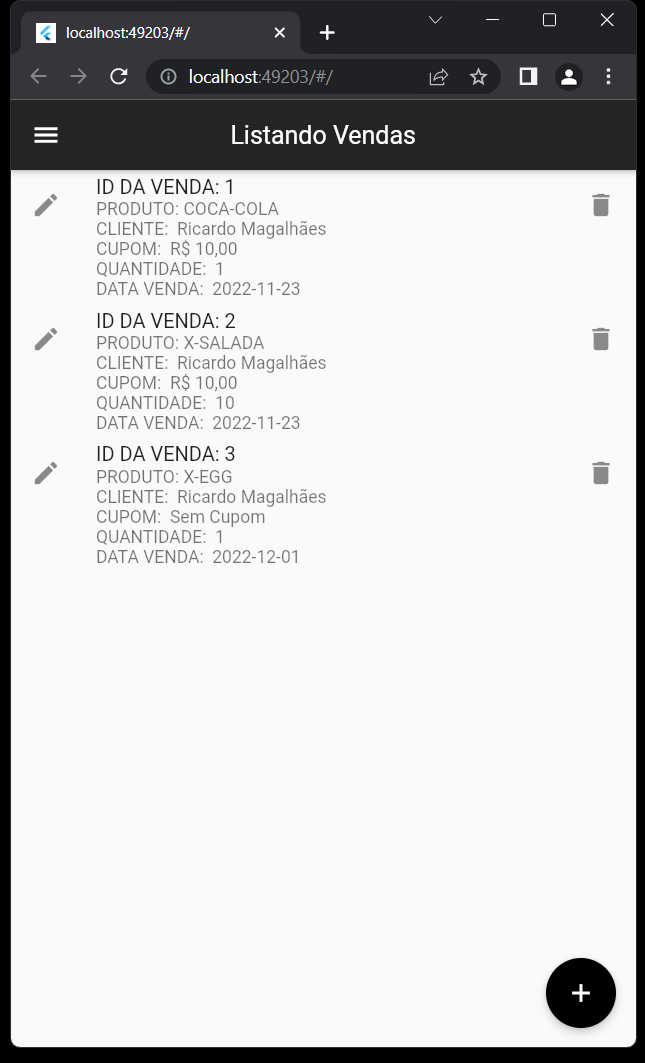 localhost:49203/#/
localhost:49203/#/
Listando Vendas
ID DA VENDA: 1
PRODUTO: COCA-COLA
CLIENTE: Ricardo Magalhães
CUPOM: R$ 10,00
QUANTIDADE: 1
DATA VENDA: 2022-11-23
ID DA VENDA: 2
PRODUTO: X-SALADA
CLIENTE: Ricardo Magalhães
CUPOM: R$ 10,00
QUANTIDADE: 10
DATA VENDA: 2022-11-23
ID DA VENDA: 3
PRODUTO: X-EGG
CLIENTE: Ricardo Magalhães
CUPOM: Sem Cupom
QUANTIDADE: 1
DATA VENDA: 2022-12-01